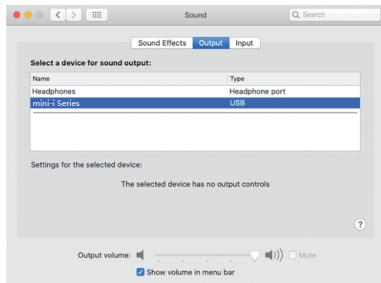 Sound
Search
Sound Effects Output Input
Select a device for sound output:
Name Type
Headphones Headphone port
mini-i Series USB
Settings for the selected device:
The selected device has no output controls
?
Output volume: Mute
Show volume in menu bar